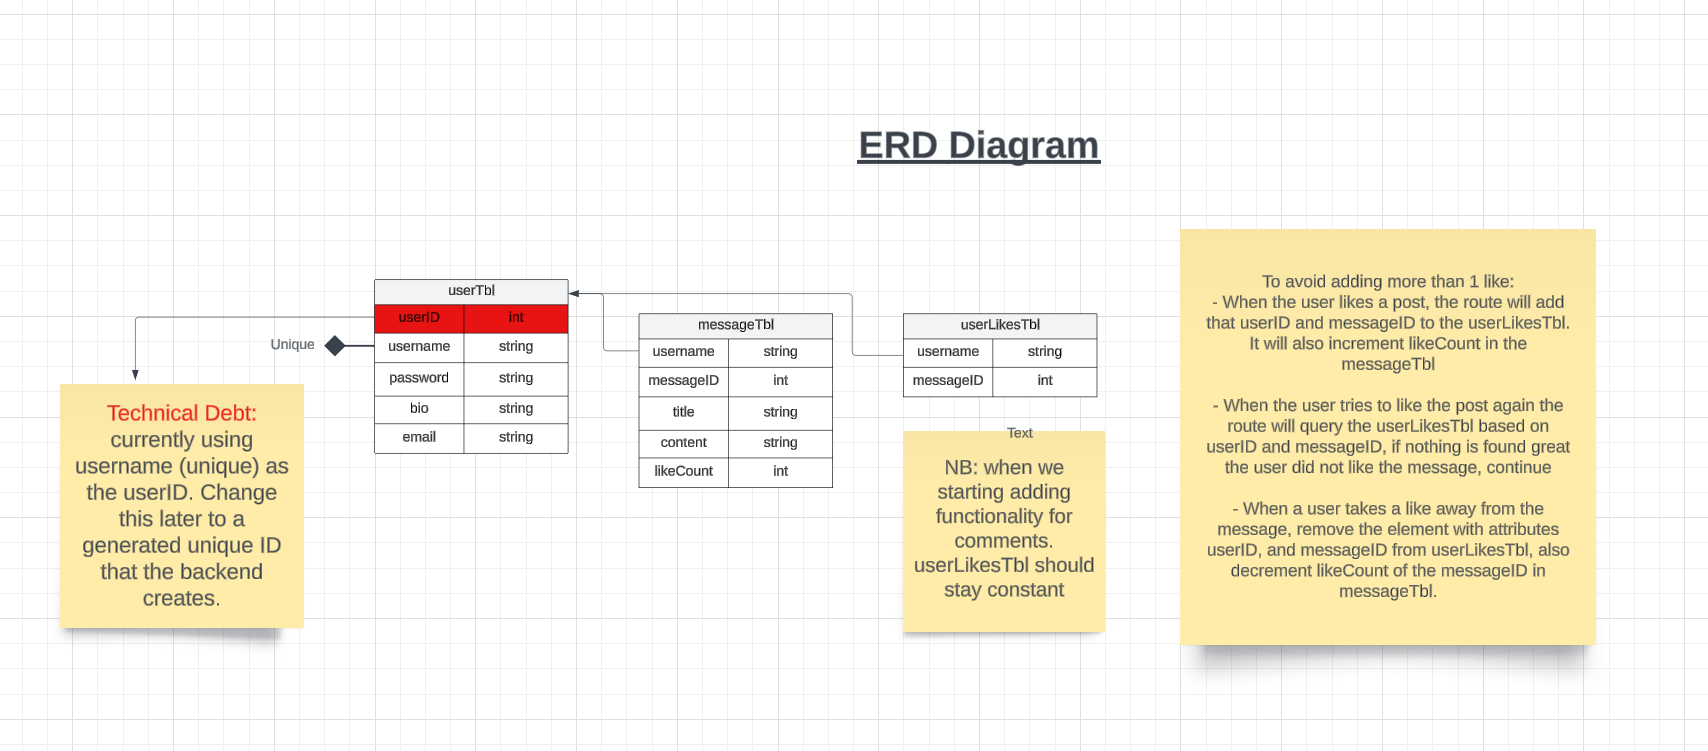 ERD Diagram
userTbl
userID int
username string
password string
bio string
email string
Unique
Technical Debt:
currently using
username (unique) as
the userID. Change
this later to a
generated unique ID
that the backend
creates.
messageTbl
username string
messageID int
title string
content string
likeCount int
userLikesTbl
username string
messageID int
Text
NB: when we
starting adding
functionality for
comments.
userLikesTbl should
stay constant
To avoid adding more than 1 like:
- When the user likes a post, the route will add
that userID and messageID to the userLikesTbl.
It will also increment likeCount in the
messageTbl
- When the user tries to like the post again the
route will query the userLikesTbl based on
userID and messageID, if nothing is found great
the user did not like the message, continue
- When a user takes a like away from the
message, remove the element with attributes
userID, and messageID from userLikesTbl, also
decrement likeCount of the messageID in
messageTbl.